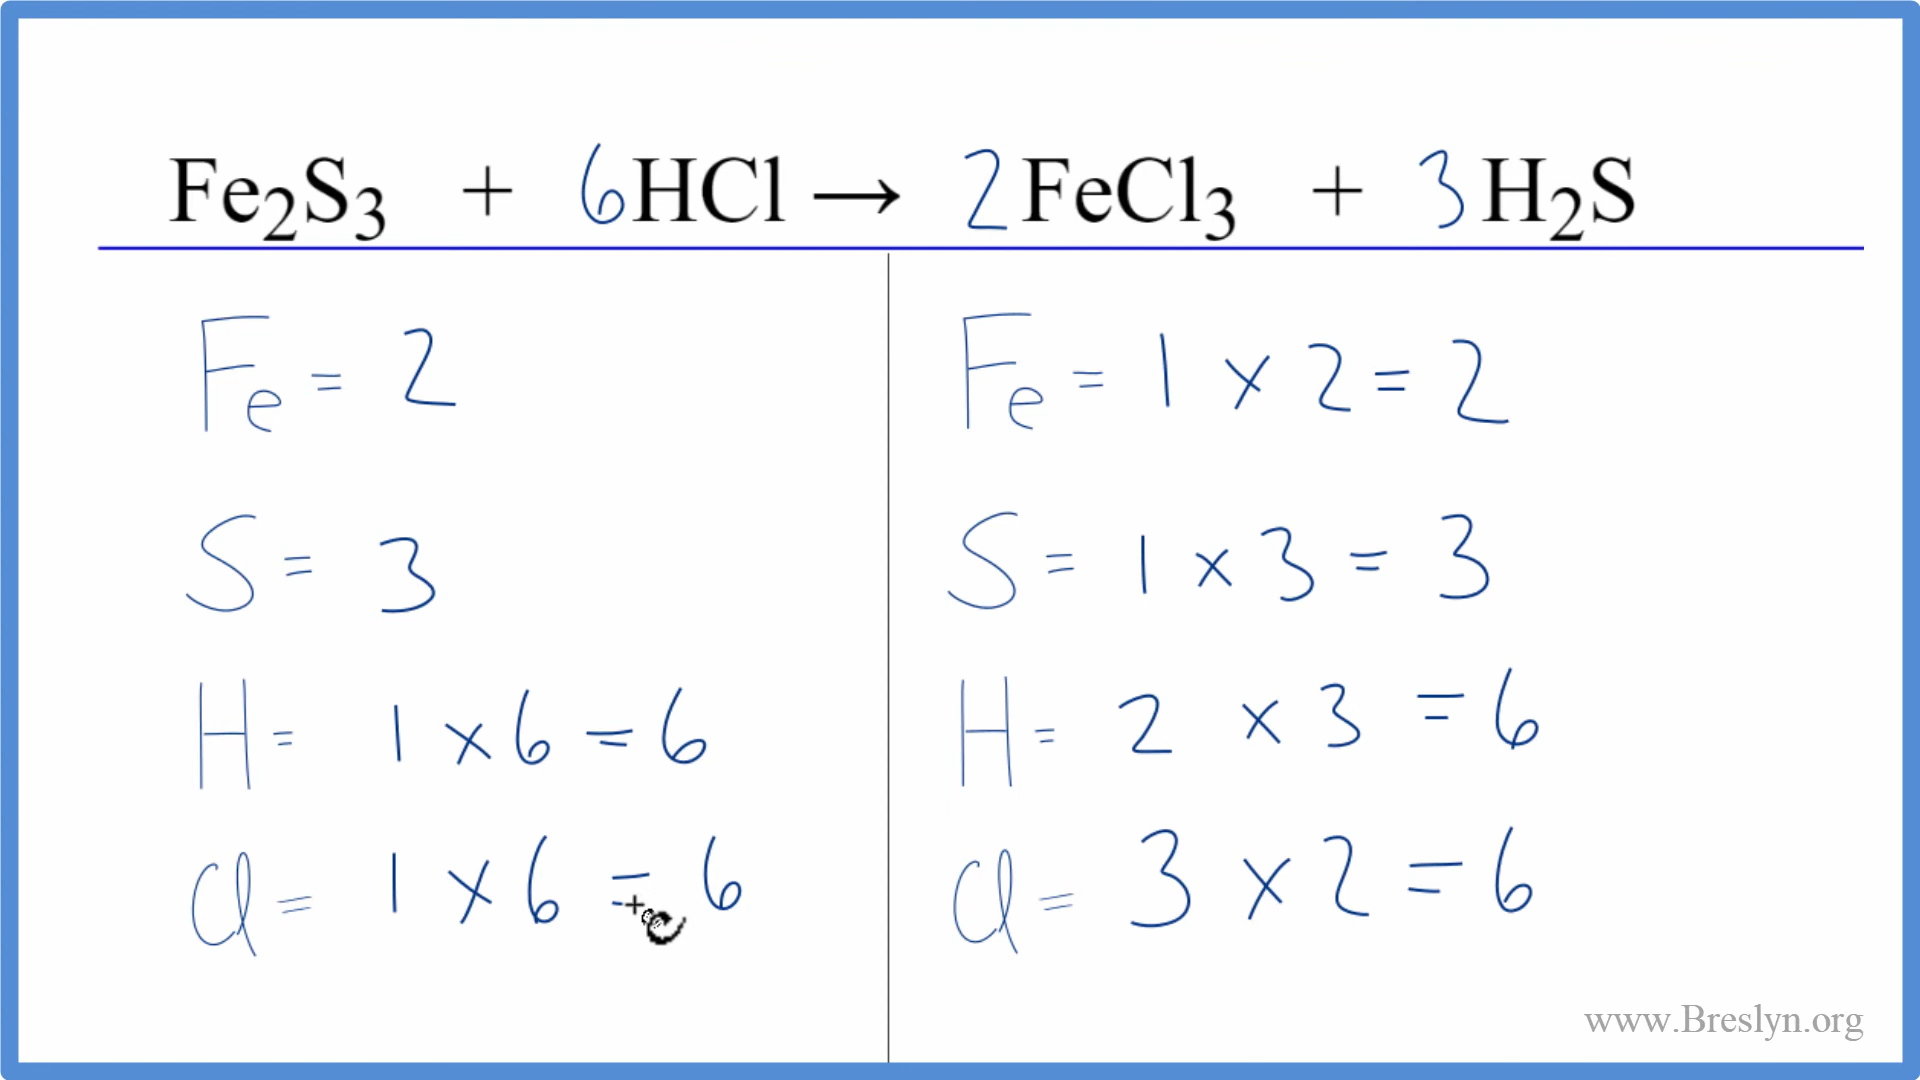 Fe₂S₃ + 6HCl → 2FeCl₃ + 3H₂S
Fe = 2
Fe = 1 x 2 = 2
S = 3
S = 1 x 3 = 3
H = 1 x 6 = 6
H = 2 x 3 = 6
Cl = 1 x 6 = 6
Cl = 3 x 2 = 6
www.Breslyn.org